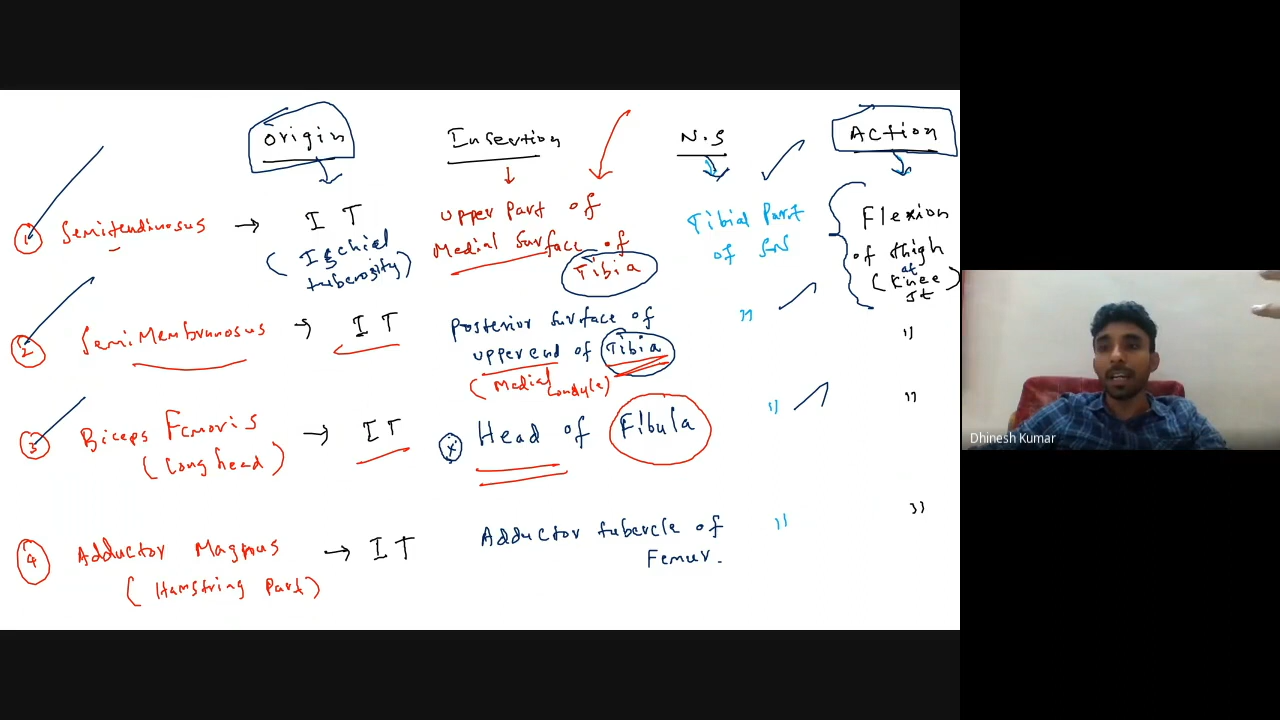 Origin
Insertion
N.S
Action
① Semitendinosus → I T
(Ischial
tuberosity)
Upper Part of
Medial Surface of
Tibia
Tibial Part
of SN
Flexion
of thigh
at
(Knee
Jt
② SemiMembranosus → I T
Posterior Surface of
upper end of Tibia
(Medial Condyle)
"
"
③ Biceps Femoris → I T
(Long head)
Head of Fibula
"
"
④ Adductor Magnus → I T
(Hamstring Part)
Adductor tubercle of
Femur.
"
"
Dhinesh Kumar